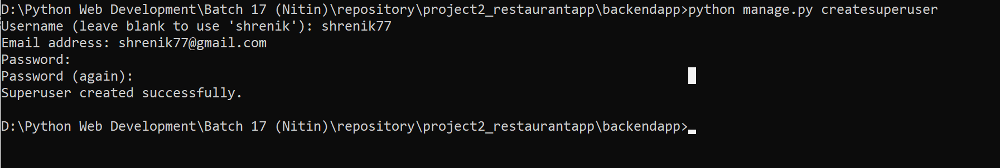 D:\Python Web Development\Batch 17 (Nitin)\repository\project2_restaurantapp\backendapp>python manage.py createsuperuser
Username (leave blank to use 'shrenik'): shrenik77
Email address: shrenik77@gmail.com
Password:
Password (again):
Superuser created successfully.
D:\Python Web Development\Batch 17 (Nitin)\repository\project2_restaurantapp\backendapp>